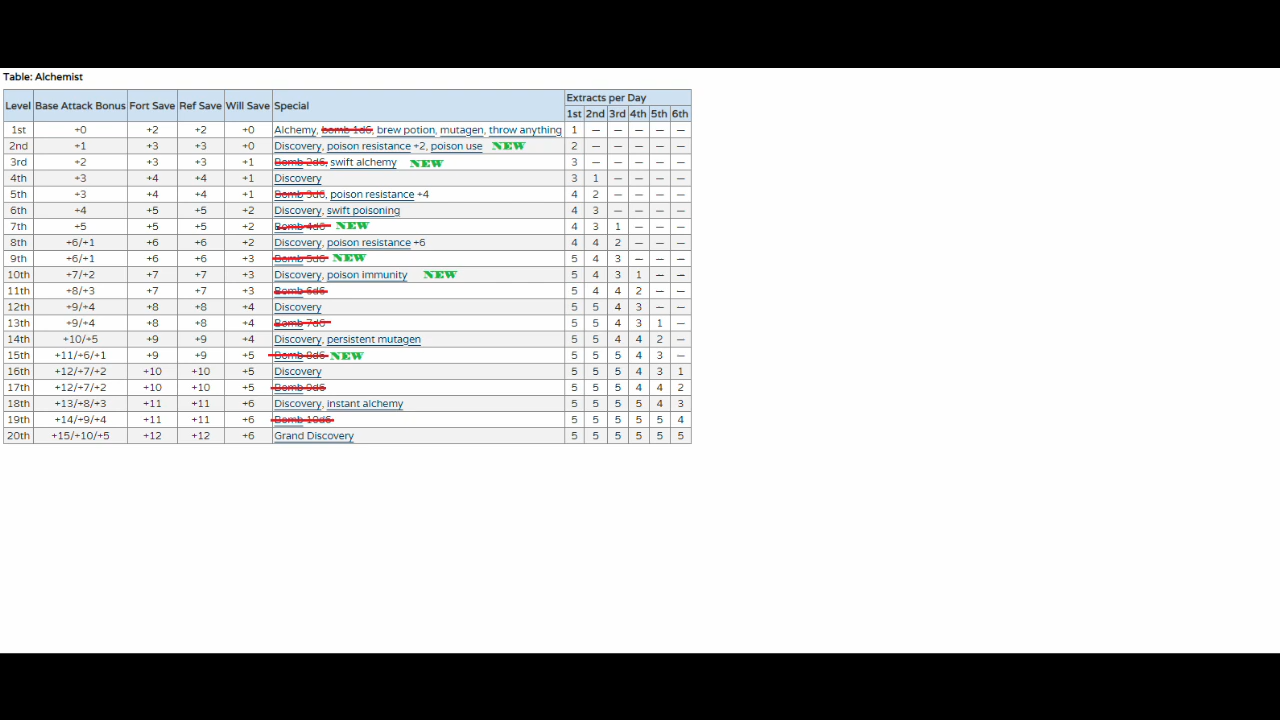 Table: Alchemist
Level Base Attack Bonus Fort Save Ref Save Will Save Special Extracts per Day
1st 2nd 3rd 4th 5th 6th
1st +0 +2 +2 +0 Alchemy, bomb 1d6, brew potion, mutagen, throw anything 1 — — — — —
2nd +1 +3 +3 +0 Discovery, poison resistance +2, poison use NEW 2 — — — — —
3rd +2 +3 +3 +1 Bomb 2d6, swift alchemy NEW 3 — — — — —
4th +3 +4 +4 +1 Discovery 3 1 — — — —
5th +3 +4 +4 +1 Bomb 3d6, poison resistance +4 4 2 — — — —
6th +4 +5 +5 +2 Discovery, swift poisoning 4 3 — — — —
7th +5 +5 +5 +2 Bomb 4d6 NEW 4 3 1 — — —
8th +6/+1 +6 +6 +2 Discovery, poison resistance +6 4 4 2 — — —
9th +6/+1 +6 +6 +3 Bomb 5d6 NEW 5 4 3 — — —
10th +7/+2 +7 +7 +3 Discovery, poison immunity NEW 5 4 3 1 — —
11th +8/+3 +7 +7 +3 Bomb 6d6 5 4 4 2 — —
12th +9/+4 +8 +8 +4 Discovery 5 5 4 3 — —
13th +9/+4 +8 +8 +4 Bomb 7d6 5 5 4 3 1 —
14th +10/+5 +9 +9 +4 Discovery, persistent mutagen 5 5 4 4 2 —
15th +11/+6/+1 +9 +9 +5 Bomb 8d6 NEW 5 5 5 4 3 —
16th +12/+7/+2 +10 +10 +5 Discovery 5 5 5 4 3 1
17th +12/+7/+2 +10 +10 +5 Bomb 9d6 5 5 5 4 4 2
18th +13/+8/+3 +11 +11 +6 Discovery, instant alchemy 5 5 5 5 4 3
19th +14/+9/+4 +11 +11 +6 Bomb 10d6 5 5 5 5 5 4
20th +15/+10/+5 +12 +12 +6 Grand Discovery 5 5 5 5 5 5